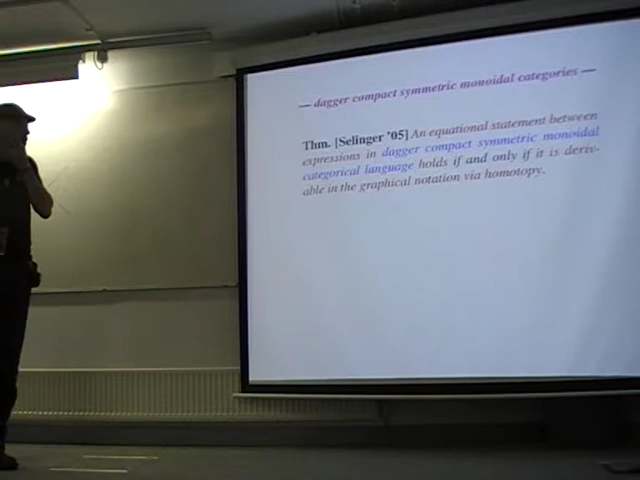 — dagger compact symmetric monoidal categories —
Thm. [Selinger '05] An equational statement between
expressions in dagger compact symmetric monoidal
categorical language holds if and only if it is deriv-
able in the graphical notation via homotopy.